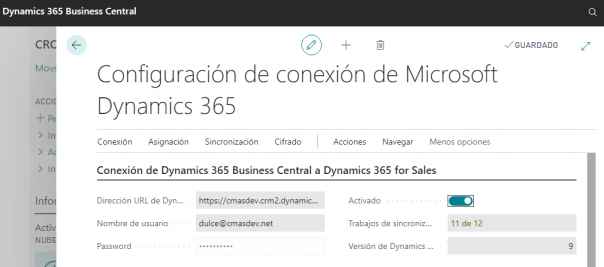 Dynamics 365 Business Central
CRO
GUARDADO
Movs
Configuración de conexión de Microsoft
Dynamics 365
ACCIO
+ Pe
> In
> Ac
> In
Conexión Asignación Sincronización Cifrado Acciones Navegar Menos opciones
Conexión de Dynamics 365 Business Central a Dynamics 365 for Sales
Infor
Dirección URL de Dyn... https://cmasdev.crm2.dynamic... Activado
Activ
NUBE
Nombre de usuario dulce@cmasdev.net Trabajos de sincroniz... 11 de 12
Password •••••••••• Versión de Dynamics ... 9